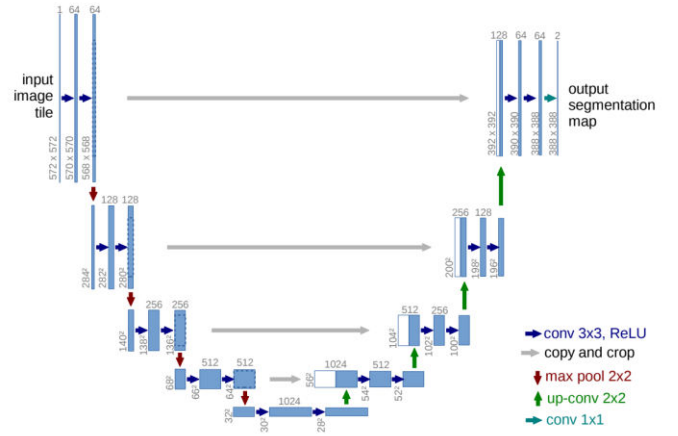 1 64 64
128 64 64 2
input
image
tile
output
segmentation
map
572 x 572
570 x 570
568 x 568
392 x 392
390 x 390
388 x 388
388 x 388
128 128
256 128
284²
282²
280²
200²
198²
196²
256 256
512 256
140²
138²
136²
104²
102²
100²
512 512
1024 512
68²
66²
64²
56²
54²
52²
1024
32²
30²
28²
conv 3x3, ReLU
copy and crop
max pool 2x2
up-conv 2x2
conv 1x1